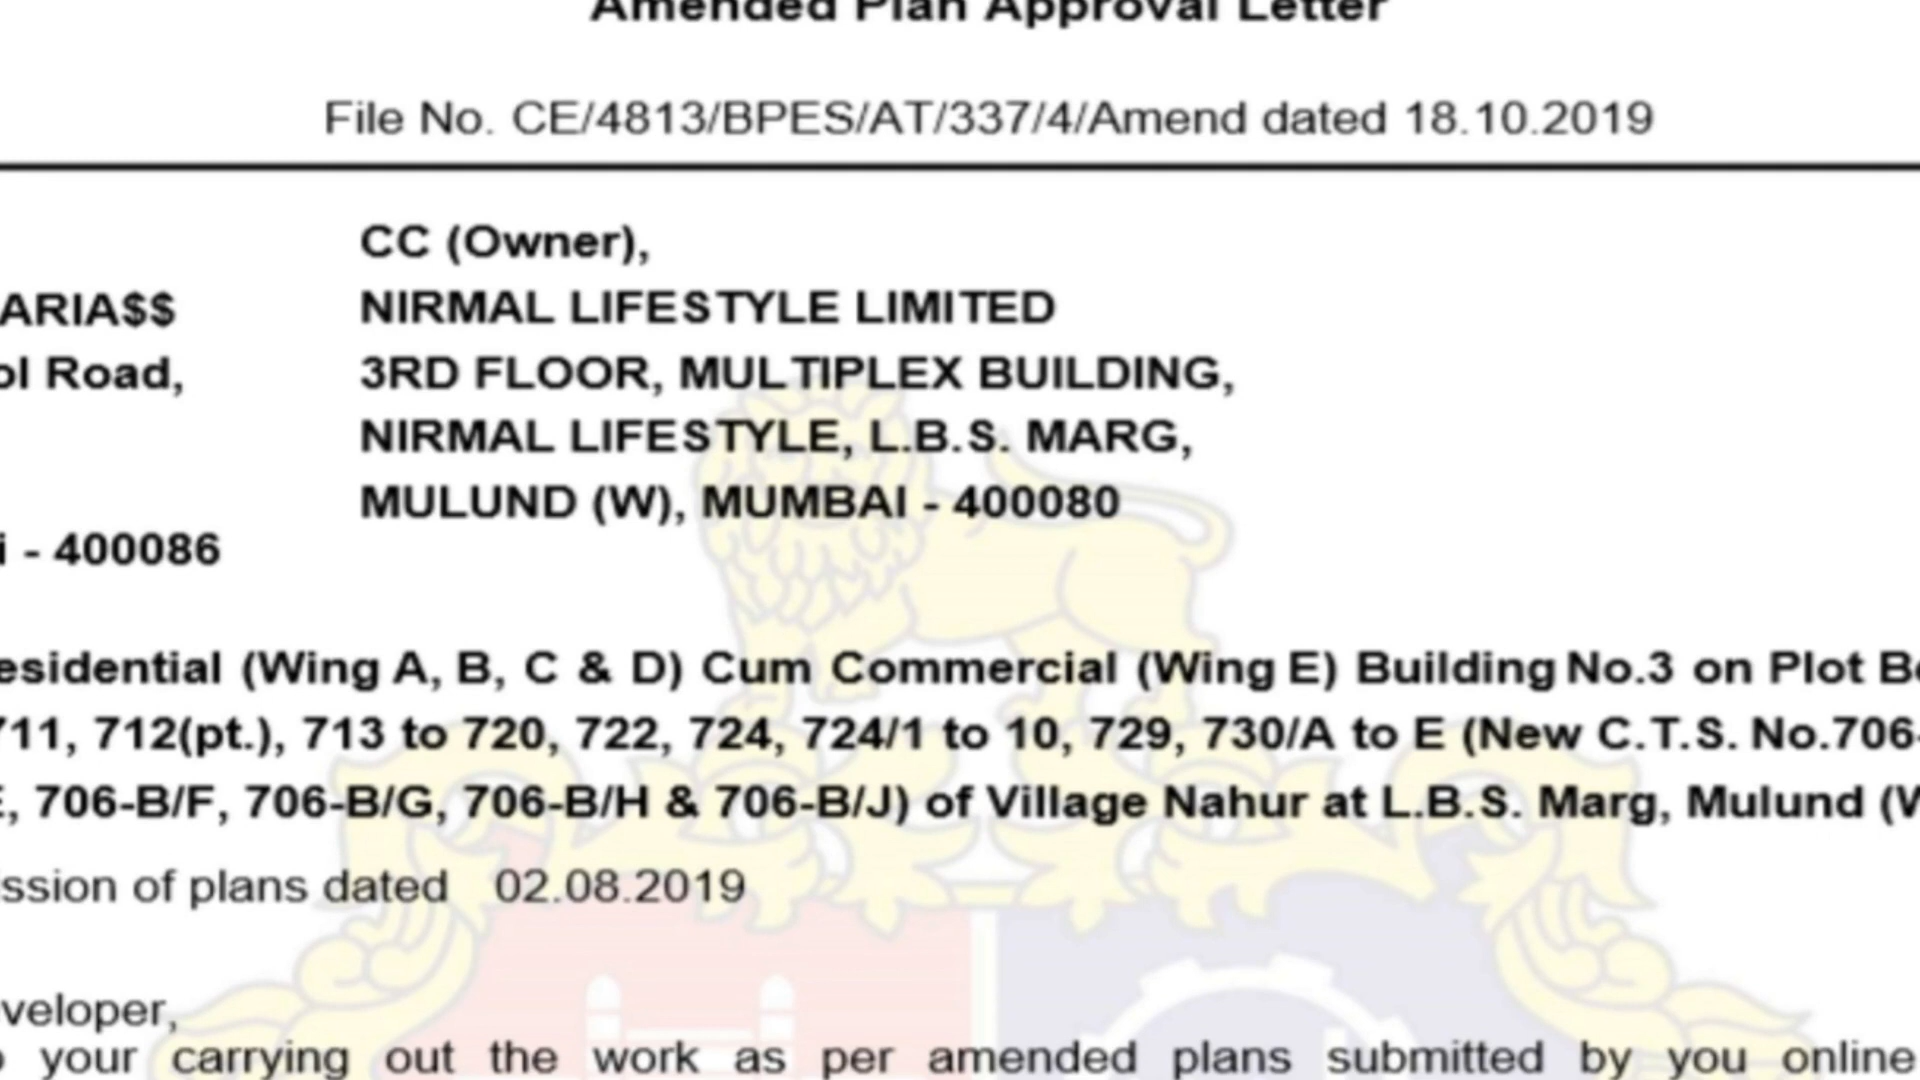 Amended Plan Approval Letter
File No. CE/4813/BPES/AT/337/4/Amend dated 18.10.2019
CC (Owner),
ARIA$$ NIRMAL LIFESTYLE LIMITED
ol Road, 3RD FLOOR, MULTIPLEX BUILDING,
NIRMAL LIFESTYLE, L.B.S. MARG,
MULUND (W), MUMBAI - 400080
i - 400086
esidential (Wing A, B, C & D) Cum Commercial (Wing E) Building No.3 on Plot Be
711, 712(pt.), 713 to 720, 722, 724, 724/1 to 10, 729, 730/A to E (New C.T.S. No.706-
E, 706-B/F, 706-B/G, 706-B/H & 706-B/J) of Village Nahur at L.B.S. Marg, Mulund (W
ssion of plans dated 02.08.2019
veloper,
your carrying out the work as per amended plans submitted by you online